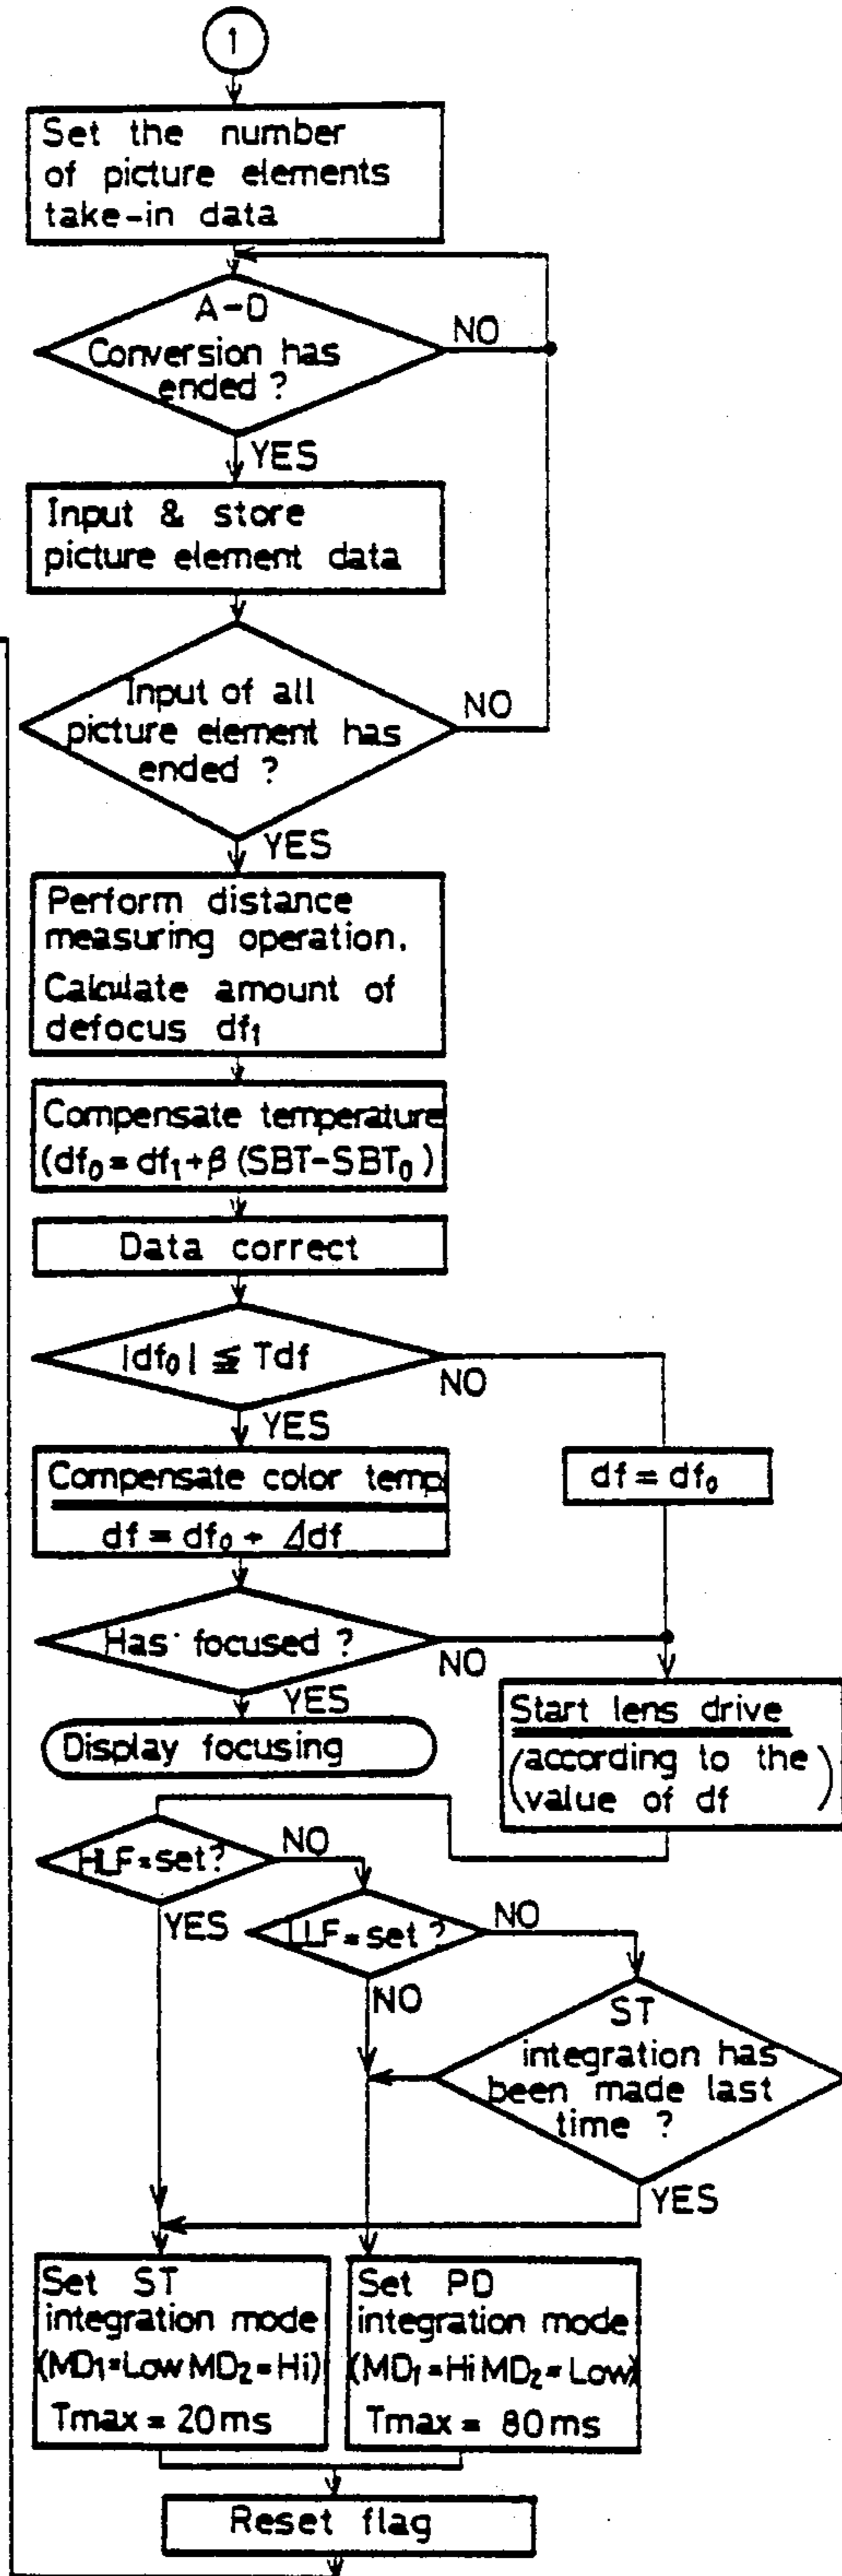 1
Set the number
of picture elements
take-in data
A-D
Conversion has
ended ?
NO
YES
Input & store
picture element data
Input of all
picture element has
ended ?
NO
YES
Perform distance
measuring operation.
Calculate amount of
defocus df₁
Compensate temperature
(df₀ = df₁+β (SBT-SBT₀)
Data correct
|df₀| ≦ Tdf
NO
YES
Compensate color temp.
df = df₀ + Δdf
df = df₀
Has focused ?
NO
YES
Display focusing
Start lens drive
(according to the
value of df)
HLF=set?
NO
YES
LLF=set ?
NO
NO
ST
integration has
been made last
time ?
YES
Set ST
integration mode
(MD₁=Low MD₂=Hi)
Tmax = 20ms
Set PD
integration mode
(MD₁=Hi MD₂=Low)
Tmax = 80ms
Reset flag